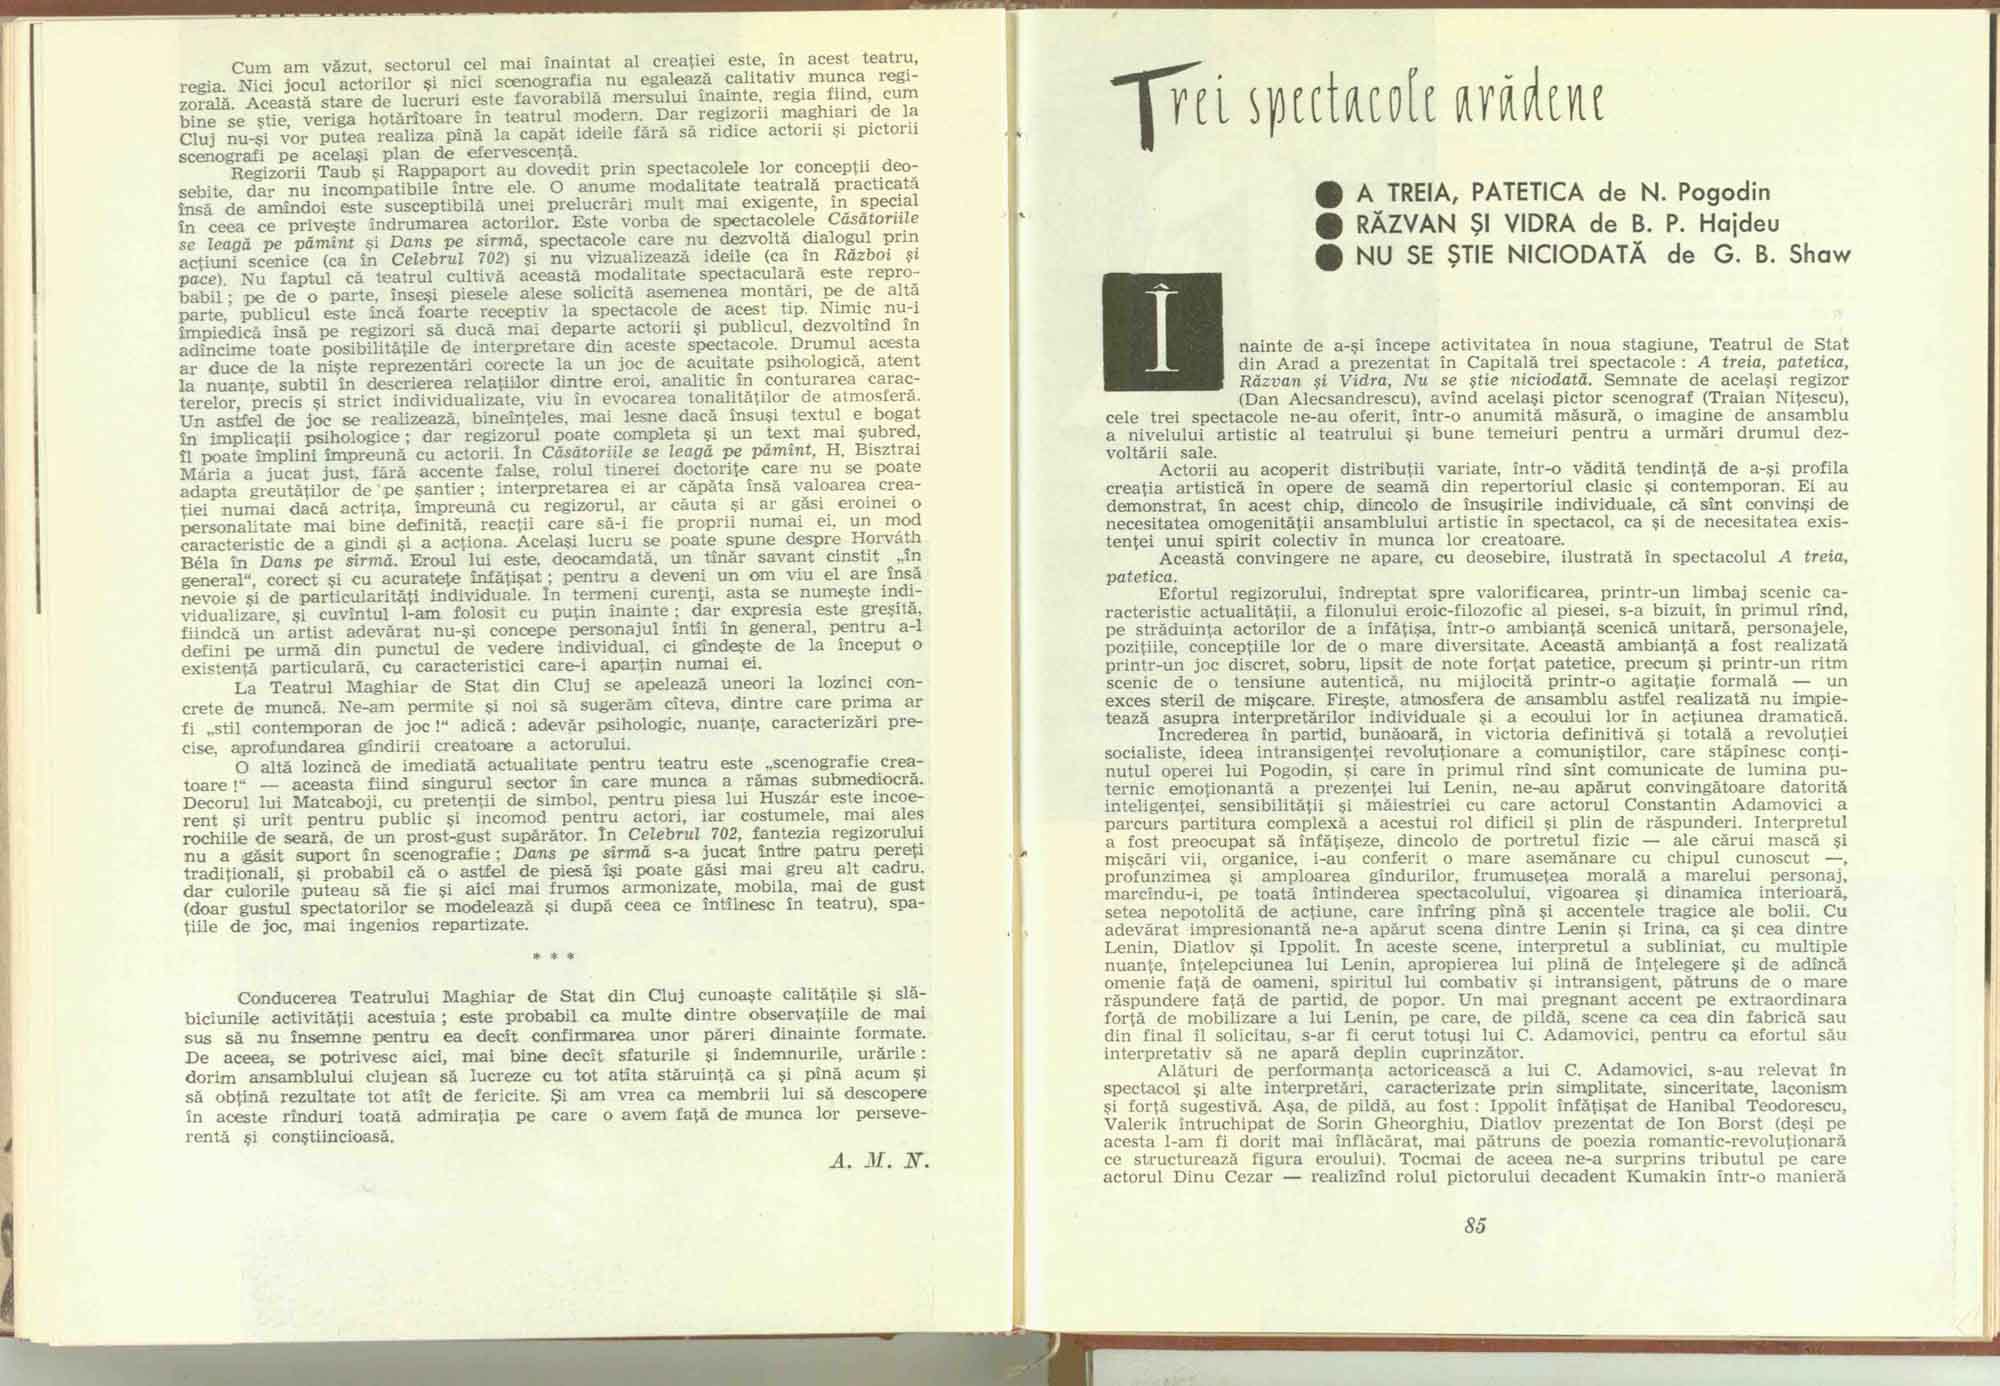 Cum am văzut, sectorul cel mai înaintat al creației este, în acest teatru,
regia. Nici jocul actorilor și nici scenografia nu egalează calitativ munca regi-
zorală. Această stare de lucruri este favorabilă mersului înainte, regia fiind, cum
bine se știe, veriga hotărîtoare în teatrul modern. Dar regizorii maghiari de la
Cluj nu-și vor putea realiza pînă la capăt ideile fără să ridice actorii și pictorii
scenografi pe același plan de efervescență.
Regizorii Taub și Rappaport au dovedit prin spectacolele lor concepții deo-
sebite, dar nu incompatibile între ele. O anume modalitate teatrală practicată
însă de amîndoi este susceptibilă unei prelucrări mult mai exigente, în special
în ceea ce privește îndrumarea actorilor. Este vorba de spectacolele Căsătoriile
se leagă pe pămînt și Dans pe sîrmă, spectacole care nu dezvoltă dialogul prin
acțiuni scenice (ca în Celebrul 702) și nu vizualizează ideile (ca în Război și
pace). Nu faptul că teatrul cultivă această modalitate spectaculară este repro-
babil ; pe de o parte, înseși piesele alese solicită asemenea montări, pe de altă
parte, publicul este încă foarte receptiv la spectacole de acest tip. Nimic nu-i
împiedică însă pe regizori să ducă mai departe actorii și publicul, dezvoltînd în
adîncime toate posibilitățile de interpretare din aceste spectacole. Drumul acesta
ar duce de la niște reprezentări corecte la un joc de acuitate psihologică, atent
la nuanțe, subtil în descrierea relațiilor dintre eroi, analitic în conturarea carac-
terelor, precis și strict individualizate, viu în evocarea tonalităților de atmosferă.
Un astfel de joc se realizează, bineînțeles, mai lesne dacă însuși textul e bogat
în implicații psihologice ; dar regizorul poate completa și un text mai șubred,
îl poate împlini împreună cu actorii. În Căsătoriile se leagă pe pămînt, H. Bisztrai
Mária a jucat just, fără accente false, rolul tinerei doctorițe care nu se poate
adapta greutăților de pe șantier ; interpretarea ei ar căpăta însă valoarea crea-
ției numai dacă actrița, împreună cu regizorul, ar căuta și ar găsi eroinei o
personalitate mai bine definită, reacții care să-i fie proprii numai ei, un mod
caracteristic de a gîndi și a acționa. Același lucru se poate spune despre Horváth
Béla în Dans pe sîrmă. Eroul lui este, deocamdată, un tînăr savant cinstit „în
general“, corect și cu acuratețe înfățișat ; pentru a deveni un om viu el are însă
nevoie și de particularități individuale. În termeni curenți, asta se numește indi-
vidualizare, și cuvîntul l-am folosit cu puțin înainte ; dar expresia este greșită,
fiindcă un artist adevărat nu-și concepe personajul întîi în general, pentru a-l
defini pe urmă din punctul de vedere individual, ci gîndește de la început o
existență particulară, cu caracteristici care-i aparțin numai ei.
La Teatrul Maghiar de Stat din Cluj se apelează uneori la lozinci con-
crete de muncă. Ne-am permite și noi să sugerăm cîteva, dintre care prima ar
fi „stil contemporan de joc !“ adică : adevăr psihologic, nuanțe, caracterizări pre-
cise, aprofundarea gîndirii creatoare a actorului.
O altă lozincă de imediată actualitate pentru teatru este „scenografie crea-
toare !“ — aceasta fiind singurul sector în care munca a rămas submediocră.
Decorul lui Matcaboji, cu pretenții de simbol, pentru piesa lui Huszár este incoe-
rent și urît pentru public și incomod pentru actori, iar costumele, mai ales
rochiile de seară, de un prost-gust supărător. În Celebrul 702, fantezia regizorului
nu a găsit suport în scenografie ; Dans pe sîrmă s-a jucat între patru pereți
tradiționali, și probabil că o astfel de piesă își poate găsi mai greu alt cadru,
dar culorile puteau să fie și aici mai frumos armonizate, mobila, mai de gust
(doar gustul spectatorilor se modelează și după ceea ce întîlnesc în teatru), spa-
țiile de joc, mai ingenios repartizate.
* * *
Conducerea Teatrului Maghiar de Stat din Cluj cunoaște calitățile și slă-
biciunile activității acestuia ; este probabil ca multe dintre observațiile de mai
sus să nu însemne pentru ea decît confirmarea unor păreri dinainte formate.
De aceea, se potrivesc aici, mai bine decît sfaturile și îndemnurile, urările :
dorim ansamblului clujean să lucreze cu tot atîta stăruință ca și pînă acum și
să obțină rezultate tot atît de fericite. Și am vrea ca membrii lui să descopere
în aceste rînduri toată admirația pe care o avem față de munca lor perseve-
rentă și conștiincioasă.
A. M. N.
Trei spectacole arădene
● A TREIA, PATETICA de N. Pogodin
● RĂZVAN ȘI VIDRA de B. P. Hajdeu
● NU SE ȘTIE NICIODATĂ de G. B. Shaw
Înainte de a-și începe activitatea în noua stagiune, Teatrul de Stat
din Arad a prezentat în Capitală trei spectacole : A treia, patetica,
Răzvan și Vidra, Nu se știe niciodată. Semnate de același regizor
(Dan Alecsandrescu), avînd același pictor scenograf (Traian Nițescu),
cele trei spectacole ne-au oferit, într-o anumită măsură, o imagine de ansamblu
a nivelului artistic al teatrului și bune temeiuri pentru a urmări drumul dez-
voltării sale.
Actorii au acoperit distribuții variate, într-o vădită tendință de a-și profila
creația artistică în opere de seamă din repertoriul clasic și contemporan. Ei au
demonstrat, în acest chip, dincolo de însușirile individuale, că sînt convinși de
necesitatea omogenității ansamblului artistic în spectacol, ca și de necesitatea exis-
tenței unui spirit colectiv în munca lor creatoare.
Această convingere ne apare, cu deosebire, ilustrată în spectacolul A treia,
patetica.
Efortul regizorului, îndreptat spre valorificarea, printr-un limbaj scenic ca-
racteristic actualității, a filonului eroic-filozofic al piesei, s-a bizuit, în primul rînd,
pe străduința actorilor de a înfățișa, într-o ambianță scenică unitară, personajele,
pozițiile, concepțiile lor de o mare diversitate. Această ambianță a fost realizată
printr-un joc discret, sobru, lipsit de note forțat patetice, precum și printr-un ritm
scenic de o tensiune autentică, nu mijlocită printr-o agitație formală — un
exces steril de mișcare. Firește, atmosfera de ansamblu astfel realizată nu impie-
tează asupra interpretărilor individuale și a ecoului lor în acțiunea dramatică.
Încrederea în partid, bunăoară, în victoria definitivă și totală a revoluției
socialiste, ideea intransigenței revoluționare a comuniștilor, care stăpînesc conți-
nutul operei lui Pogodin, și care în primul rînd sînt comunicate de lumina pu-
ternic emoționantă a prezenței lui Lenin, ne-au apărut convingătoare datorită
inteligenței, sensibilității și măiestriei cu care actorul Constantin Adamovici a
parcurs partitura complexă a acestui rol dificil și plin de răspunderi. Interpretul
a fost preocupat să înfățișeze, dincolo de portretul fizic — ale cărui mască și
mișcări vii, organice, i-au conferit o mare asemănare cu chipul cunoscut —,
profunzimea și amploarea gîndurilor, frumusețea morală a marelui personaj,
marcîndu-i, pe toată întinderea spectacolului, vigoarea și dinamica interioară,
setea nepotolită de acțiune, care înfrîng pînă și accentele tragice ale bolii. Cu
adevărat impresionantă ne-a apărut scena dintre Lenin și Irina, ca și cea dintre
Lenin, Diatlov și Ippolit. În aceste scene, interpretul a subliniat, cu multiple
nuanțe, înțelepciunea lui Lenin, apropierea lui plină de înțelegere și de adîncă
omenie față de oameni, spiritul lui combativ și intransigent, pătruns de o mare
răspundere față de partid, de popor. Un mai pregnant accent pe extraordinara
forță de mobilizare a lui Lenin, pe care, de pildă, scene ca cea din fabrică sau
din final îl solicitau, s-ar fi cerut totuși lui C. Adamovici, pentru ca efortul său
interpretativ să ne apară deplin cuprinzător.
Alături de performanța actoricească a lui C. Adamovici, s-au relevat în
spectacol și alte interpretări, caracterizate prin simplitate, sinceritate, laconism
și forță sugestivă. Așa, de pildă, au fost : Ippolit înfățișat de Hanibal Teodorescu,
Valerik întruchipat de Sorin Gheorghiu, Diatlov prezentat de Ion Borst (deși pe
acesta l-am fi dorit mai înflăcărat, mai pătruns de poezia romantic-revoluționară
ce structurează figura eroului). Tocmai de aceea ne-a surprins tributul pe care
actorul Dinu Cezar — realizînd rolul pictorului decadent Kumakin într-o manieră
85